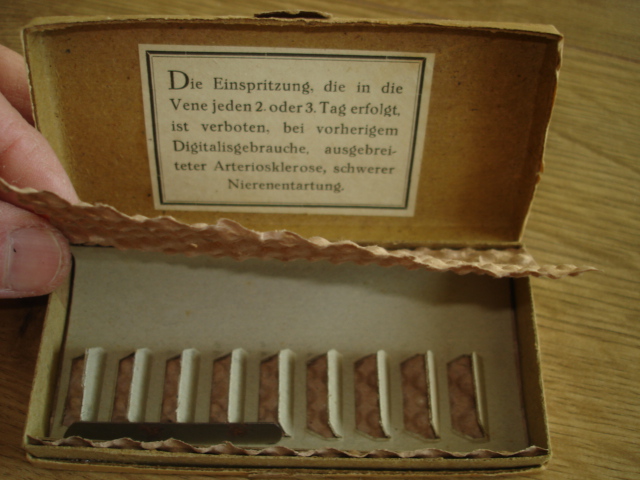 Die Einspritzung, die in die
Vene jeden 2. oder 3. Tag erfolgt,
ist verboten, bei vorherigem
Digitalisgebrauche, ausgebrei-
teter Arteriosklerose, schwerer
Nierenentartung.